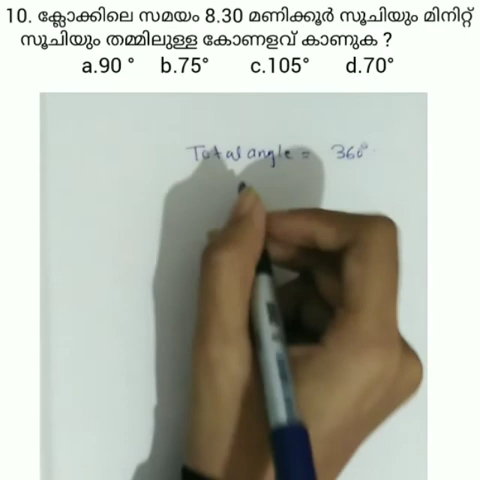 10. ക്ലോക്കിലെ സമയം 8.30 മണിക്കൂർ സൂചിയും മിനിറ്റ്
സൂചിയും തമ്മിലുള്ള കോണളവ് കാണുക ?
a.90 ° b.75° c.105° d.70°
Total angle = 360°